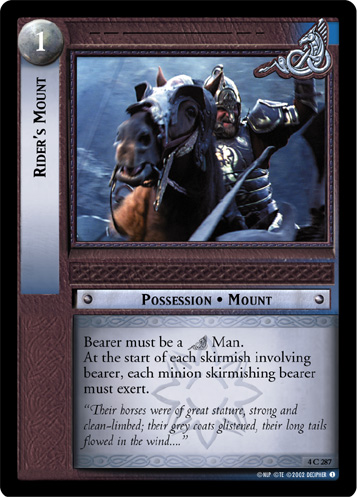 1
RIDER'S MOUNT
POSSESSION • MOUNT
Bearer must be a Man.
At the start of each skirmish involving
bearer, each minion skirmishing bearer
must exert.
"Their horses were of great stature, strong and
clean-limbed; their grey coats glistened, their long tails
flowed in the wind...."
4 C 287
©NLP ©TE ©2002 DECIPHER